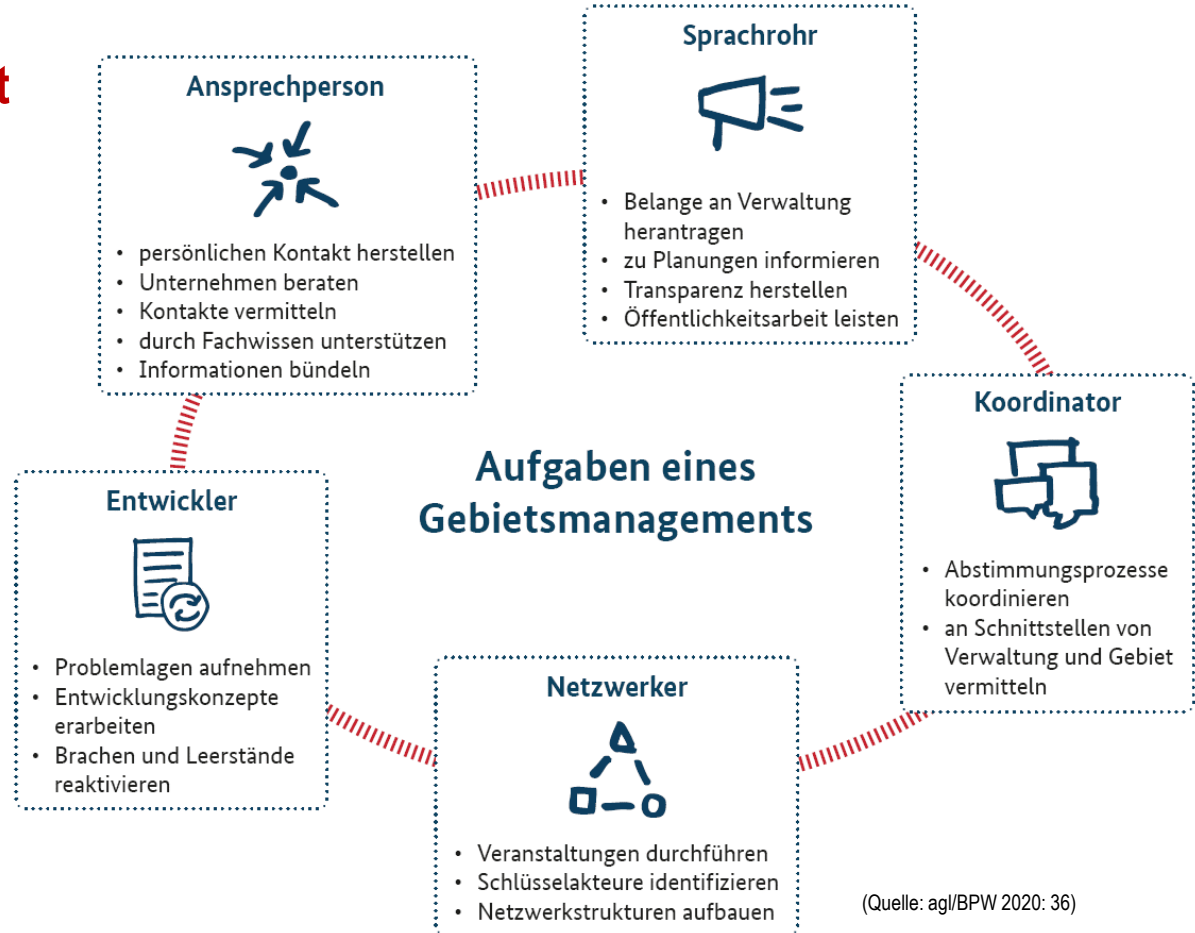 t
Ansprechperson
• persönlichen Kontakt herstellen
• Unternehmen beraten
• Kontakte vermitteln
• durch Fachwissen unterstützen
• Informationen bündeln
Sprachrohr
• Belange an Verwaltung
herantragen
• zu Planungen informieren
• Transparenz herstellen
• Öffentlichkeitsarbeit leisten
Koordinator
• Abstimmungsprozesse
koordinieren
• an Schnittstellen von
Verwaltung und Gebiet
vermitteln
Aufgaben eines
Gebietsmanagements
Entwickler
• Problemlagen aufnehmen
• Entwicklungskonzepte
erarbeiten
• Brachen und Leerstände
reaktivieren
Netzwerker
• Veranstaltungen durchführen
• Schlüsselakteure identifizieren
• Netzwerkstrukturen aufbauen
(Quelle: agl/BPW 2020: 36)